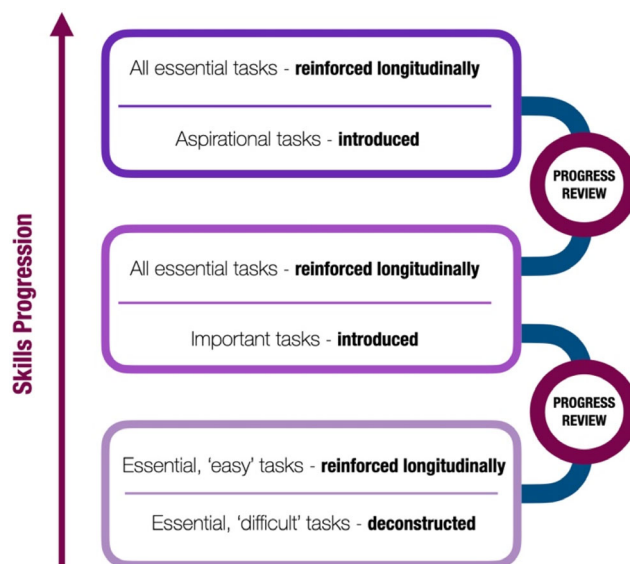 All essential tasks - reinforced longitudinally
Aspirational tasks - introduced
PROGRESS
REVIEW
All essential tasks - reinforced longitudinally
Important tasks - introduced
PROGRESS
REVIEW
Essential, ‘easy’ tasks - reinforced longitudinally
Essential, ‘difficult’ tasks - deconstructed
Skills Progression